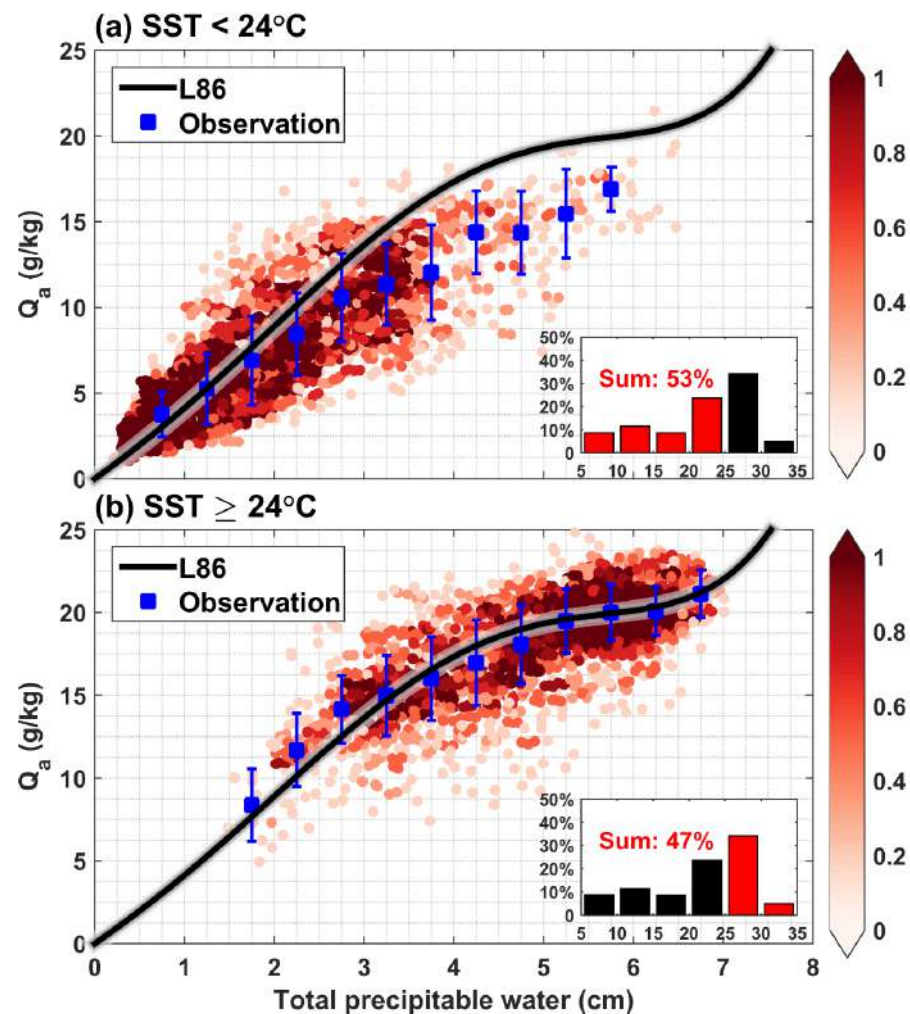 (a) SST < 24°C
25
20
15
10
5
0
Qa (g/kg)
L86
Observation
50%
40%
30%
20%
10%
0
Sum: 53%
5 10 15 20 25 30 35
1
0.8
0.6
0.4
0.2
0
(b) SST ≥ 24°C
25
20
15
10
5
0
Qa (g/kg)
L86
Observation
50%
40%
30%
20%
10%
0
Sum: 47%
5 10 15 20 25 30 35
1
0.8
0.6
0.4
0.2
0
0 1 2 3 4 5 6 7 8
Total precipitable water (cm)